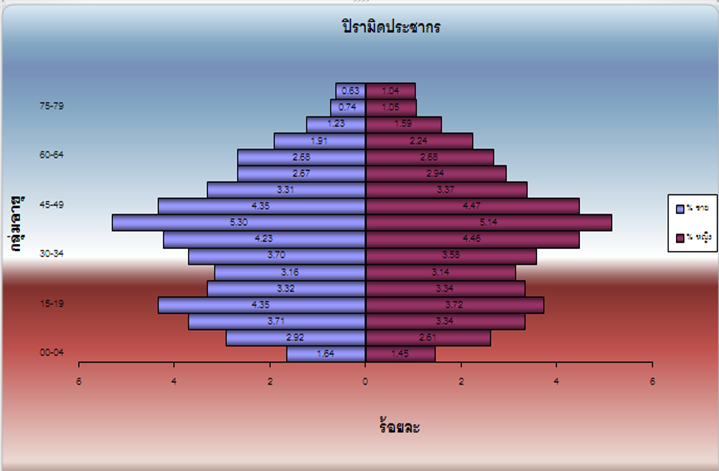 ปิรามิดประชากร
0.63 1.04
75-79 0.74 1.05
1.23 1.59
1.91 2.24
60-64 2.68 2.68
2.67 2.94
3.31 3.37
45-49 4.35 4.47
5.30 5.14
4.23 4.46
30-34 3.70 3.58
3.16 3.14
3.32 3.34
15-19 4.35 3.72
3.71 3.34
2.92 2.61
00-04 1.64 1.45
6 4 2 0 2 4 6
ร้อยละ
กลุ่มอายุ
% ชาย
% หญิง